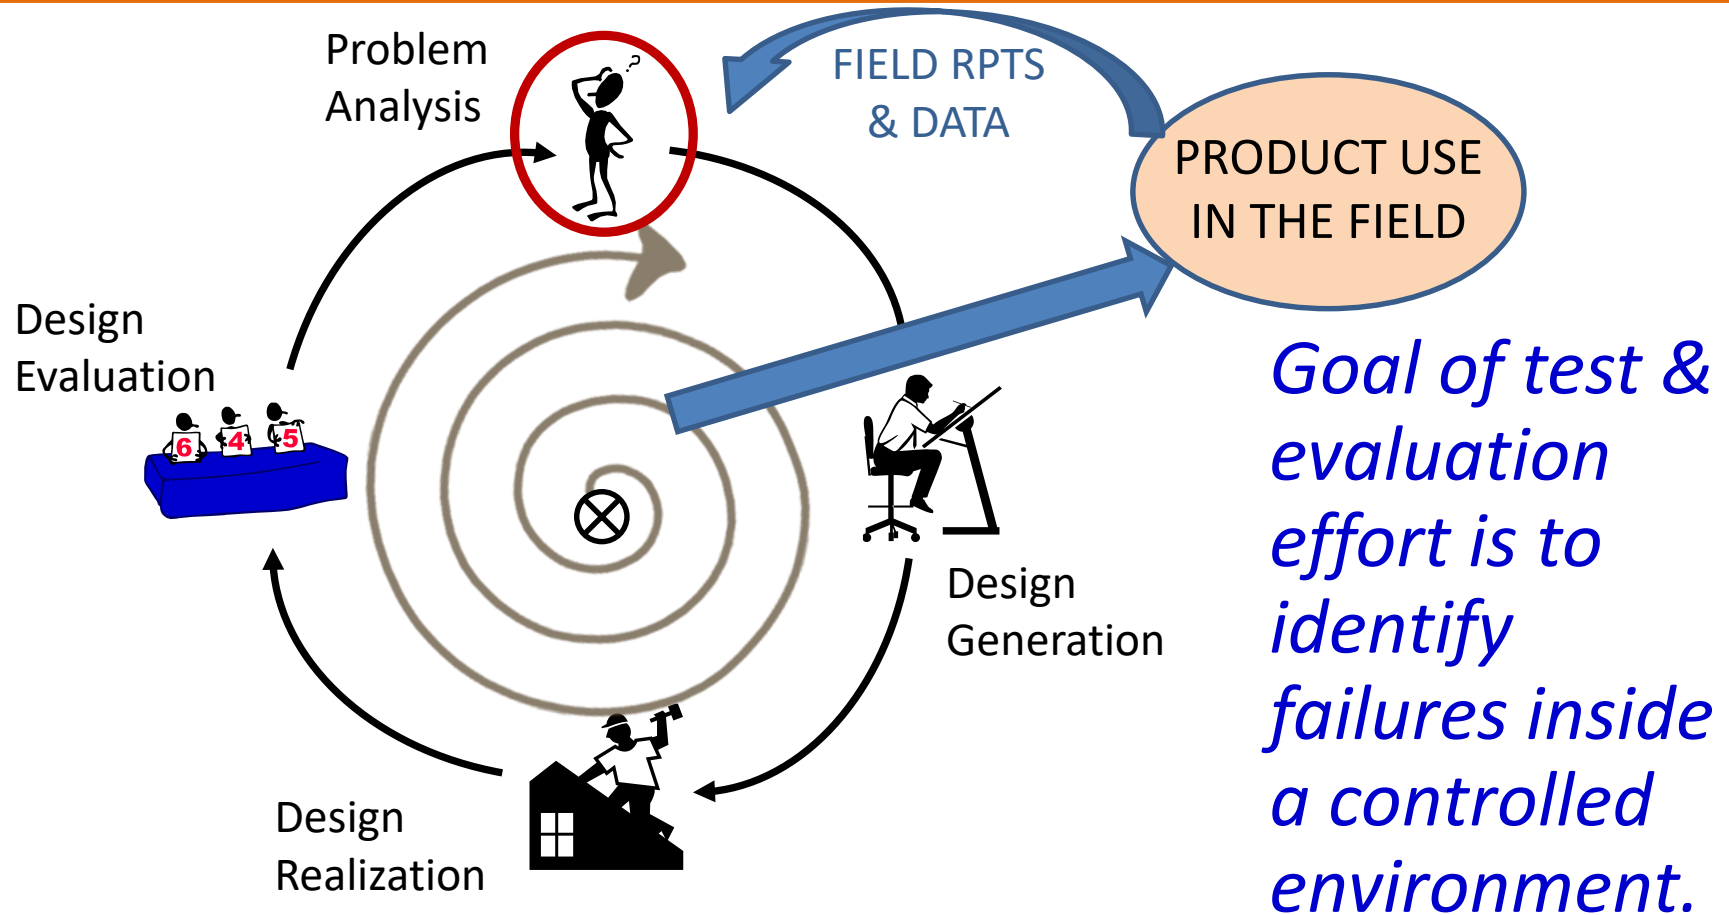 Problem
Analysis
?
FIELD RPTS
& DATA
PRODUCT USE
IN THE FIELD
Design
Evaluation
6 4 5
Design
Generation
Design
Realization
Goal of test &
evaluation
effort is to
identify
failures inside
a controlled
environment.